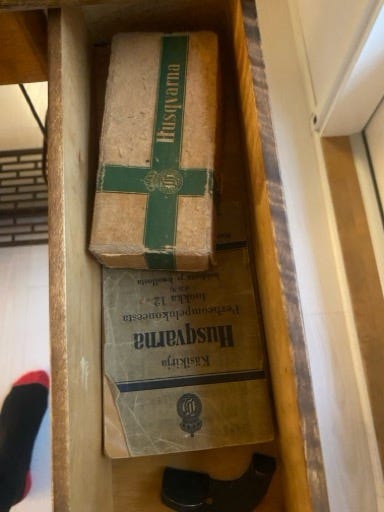 Husqvarna
Käsikirja
Husqvarna
Perheompelukoneesta
luokka 12